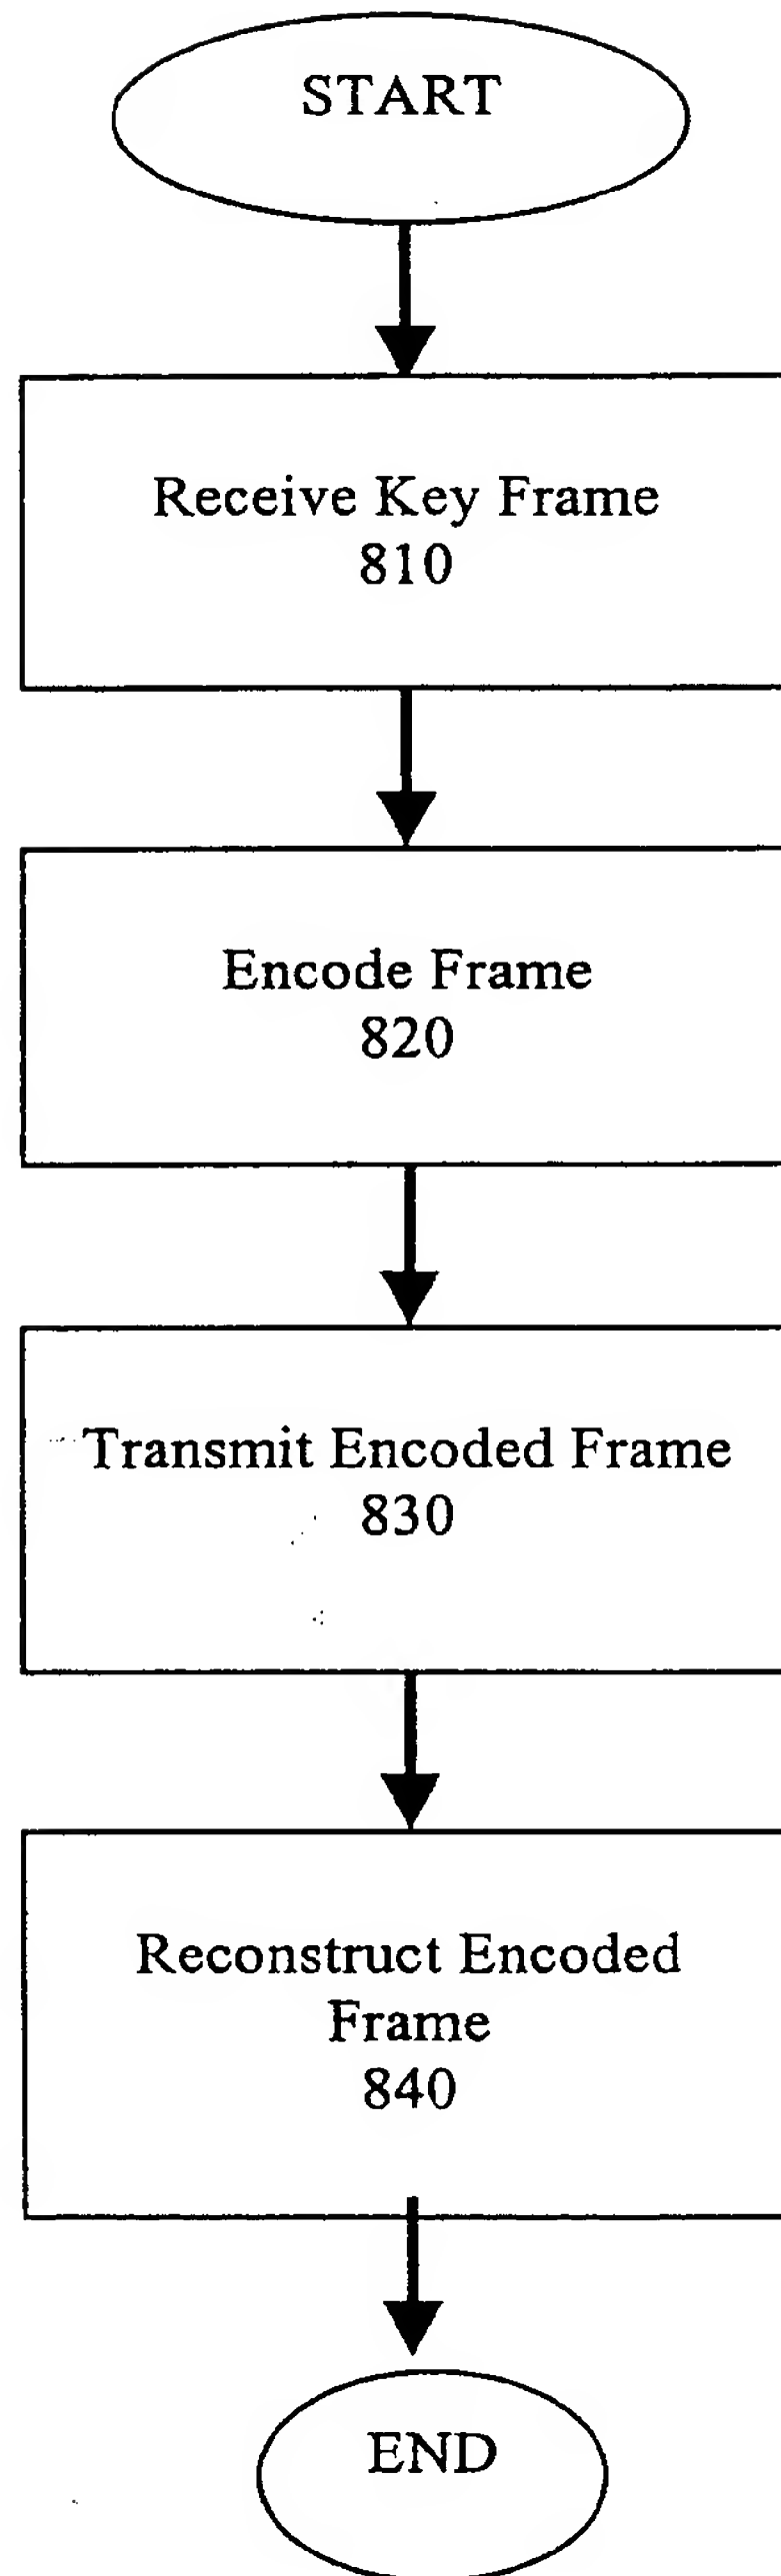 START
Receive Key Frame
810
Encode Frame
820
Transmit Encoded Frame
830
Reconstruct Encoded
Frame
840
END